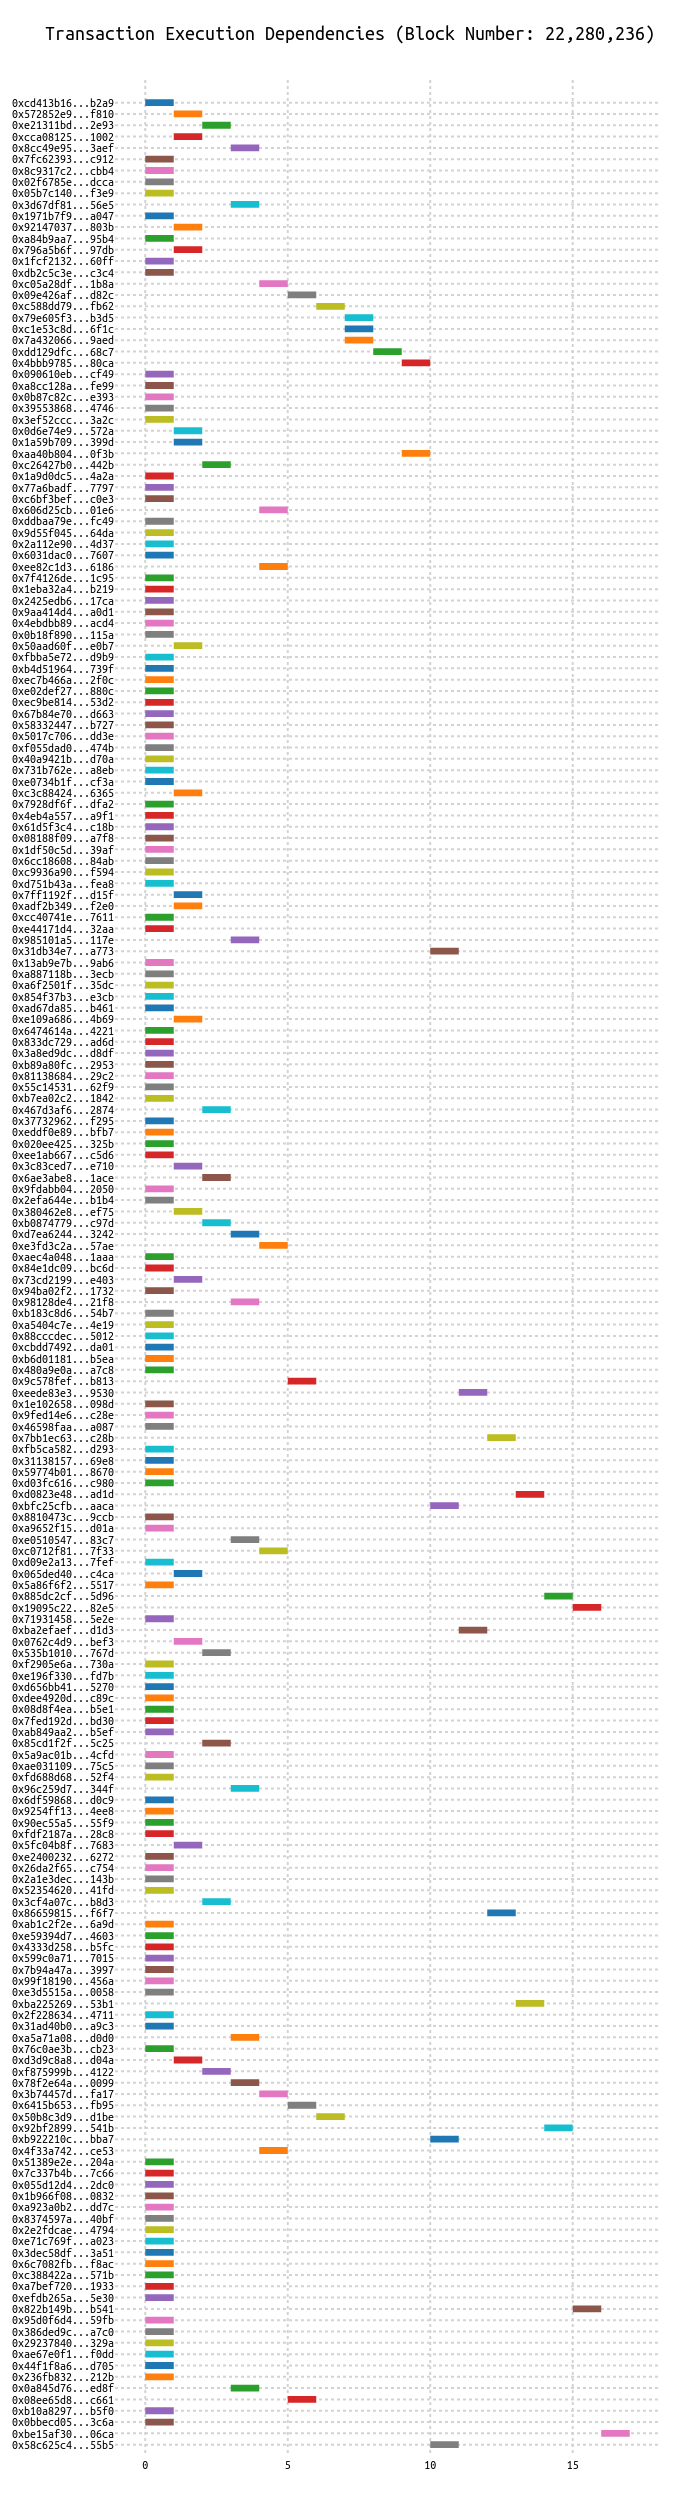 Transaction Execution Dependencies (Block Number: 22,280,236)
0xcd413b16...b2a9
0x572852e9...f810
0xe21311bd...2e93
0xcca08125...1002
0x8cc49e95...3aef
0x7fc62393...c912
0x8c9317c2...cbb4
0x02f6785e...dcca
0x05b7c140...f3e9
0x3d67df81...56e5
0x1971b7f9...a047
0x92147037...803b
0xa84b9aa7...95b4
0x796a5b6f...97db
0x1fcf2132...60ff
0xdb2c5c3e...c3c4
0xc05a28df...1b8a
0x09e426af...d82c
0xc588dd79...fb62
0x79e605f3...b3d5
0xc1e53c8d...6f1c
0x7a432066...9aed
0xdd129dfc...68c7
0x4bbb9785...80ca
0x090610eb...cf49
0xa8cc128a...fe99
0x0b87c82c...e393
0x39553868...4746
0x3ef52ccc...3a2c
0x0d6e74e9...572a
0x1a59b709...399d
0xaa40b804...0f3b
0xc26427b0...442b
0x1a9d0dc5...4a2a
0x77a6badf...7797
0xc6bf3bef...c0e3
0x606d25cb...01e6
0xddbaa79e...fc49
0x9d55f045...64da
0x2a112e90...4d37
0x6031dac0...7607
0xee82c1d3...6186
0x7f4126de...1c95
0x1eba32a4...b219
0x2425edb6...17ca
0x9aa414d4...a0d1
0x4ebdbb89...acd4
0x0b18f890...115a
0x50aad60f...e0b7
0xfbba5e72...d9b9
0xb4d51964...739f
0xec7b466a...2f0c
0xe02def27...880c
0xec9be814...53d2
0x67b84e70...d663
0x58332447...b727
0x5017c706...dd3e
0xf055dad0...474b
0x40a9421b...d70a
0x731b762e...a8eb
0xe0734b1f...cf3a
0xc3c88424...6365
0x7928df6f...dfa2
0x4eb4a557...a9f1
0x61d5f3c4...c18b
0x08188f09...a7f8
0x1df50c5d...39af
0x6cc18608...84ab
0xc9936a90...f594
0xd751b43a...fea8
0x7ff1192f...d15f
0xadf2b349...f2e0
0xcc40741e...7611
0xe44171d4...32aa
0x985101a5...117e
0x31db34e7...a773
0x13ab9e7b...9ab6
0xa887118b...3ecb
0xa6f2501f...35dc
0x854f37b3...e3cb
0xad67da85...b461
0xe109a686...4b69
0x6474614a...4221
0x833dc729...ad6d
0x3a8ed9dc...d8df
0xb89a80fc...2953
0x81138684...29c2
0x55c14531...62f9
0xb7ea02c2...1842
0x467d3af6...2874
0x37732962...f295
0xeddf0e89...bfb7
0x020ee425...325b
0xee1ab667...c5d6
0x3c83ced7...e710
0x6ae3abe8...1ace
0x9fdabb04...2050
0x2efa644e...b1b4
0x380462e8...ef75
0xb0874779...c97d
0xd7ea6244...3242
0xe3fd3c2a...57ae
0xaec4a048...1aaa
0x84e1dc09...bc6d
0x73cd2199...e403
0x94ba02f2...1732
0x98128de4...21f8
0xb183c8d6...54b7
0xa5404c7e...4e19
0x88cccdec...5012
0xcbdd7492...da01
0xb6d01181...b5ea
0x480a9e0a...a7c8
0x9c578fef...b813
0xeede83e3...9530
0x1e102658...098d
0x9fed14e6...c28e
0x46598faa...a087
0x7bb1ec63...c28b
0xfb5ca582...d293
0x31138157...69e8
0x59774b01...8670
0xd03fc616...c980
0xd0823e48...ad1d
0xbfc25cfb...aaca
0x8810473c...9ccb
0xa9652f15...d01a
0xe0510547...83c7
0xc0712f81...7f33
0xd09e2a13...7fef
0x065ded40...c4ca
0x5a86f6f2...5517
0x885dc2cf...5d96
0x19095c22...82e5
0x71931458...5e2e
0xba2efaef...d1d3
0x0762c4d9...bef3
0x535b1010...767d
0xf2905e6a...730a
0xe196f330...fd7b
0xd656bb41...5270
0xdee4920d...c89c
0x08d8f4ea...b5e1
0x7fed192d...bd30
0xab849aa2...b5ef
0x85cd1f2f...5c25
0x5a9ac01b...4cfd
0xae031109...75c5
0xfd688d68...52f4
0x96c259d7...344f
0x6df59868...d0c9
0x9254ff13...4ee8
0x90ec55a5...55f9
0xfdf2187a...28c8
0x5fc04b8f...7683
0xe2400232...6272
0x26da2f65...c754
0x2a1e3dec...143b
0x52354620...41fd
0x3cf4a07c...b8d3
0x86659815...f6f7
0xab1c2f2e...6a9d
0xe59394d7...4603
0x4333d258...b5fc
0x599c0a71...7015
0x7b94a47a...3997
0x99f18190...456a
0xe3d5515a...0058
0xba225269...53b1
0x2f228634...4711
0x31ad40b0...a9c3
0xa5a71a08...d0d0
0x76c0ae3b...cb23
0xd3d9c8a8...d04a
0xf875999b...4122
0x78f2e64a...0099
0x3b74457d...fa17
0x6415b653...fb95
0x50b8c3d9...d1be
0x92bf2899...541b
0xb922210c...bba7
0x4f33a742...ce53
0x51389e2e...204a
0x7c337b4b...7c66
0x055d12d4...2dc0
0x1b966f08...0832
0xa923a0b2...dd7c
0x8374597a...40bf
0x2e2fdcae...4794
0xe71c769f...a023
0x3dec58df...3a51
0x6c7082fb...f8ac
0xc388422a...571b
0xa7bef720...1933
0xefdb265a...5e30
0x822b149b...b541
0x95d0f6d4...59fb
0x386ded9c...a7c0
0x29237840...329a
0xae67e0f1...f0dd
0x44f1f8a6...d705
0x236fb832...212b
0x0a845d76...ed8f
0x08ee65d8...c661
0xb10a8297...b5f0
0x0bbecd05...3c6a
0xbe15af30...06ca
0x58c625c4...55b5
0 5 10 15